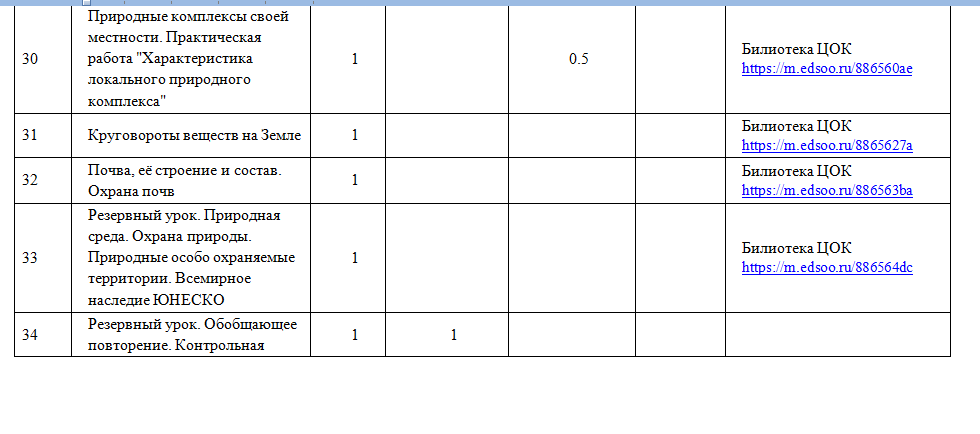 30
Природные комплексы своей
местности. Практическая
работа "Характеристика
локального природного
комплекса"
1
0.5
Билиотека ЦОК
https://m.edsoo.ru/886560ae
31
Круговороты веществ на Земле
1
Билиотека ЦОК
https://m.edsoo.ru/8865627a
32
Почва, её строение и состав.
Охрана почв
1
Билиотека ЦОК
https://m.edsoo.ru/886563ba
33
Резервный урок. Природная
среда. Охрана природы.
Природные особо охраняемые
территории. Всемирное
наследие ЮНЕСКО
1
Билиотека ЦОК
https://m.edsoo.ru/886564dc
34
Резервный урок. Обобщающее
повторение. Контрольная
1
1